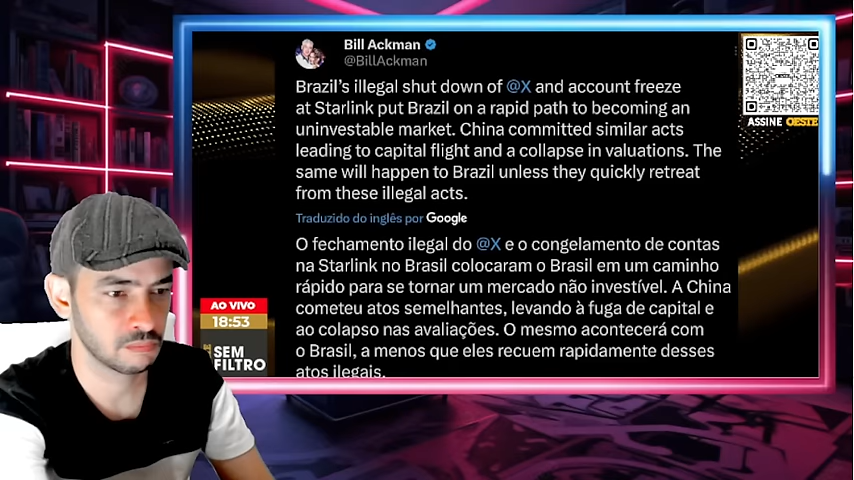 Bill Ackman
@BillAckman
Brazil's illegal shut down of @X and account freeze
at Starlink put Brazil on a rapid path to becoming an
uninvestable market. China committed similar acts
leading to capital flight and a collapse in valuations. The
same will happen to Brazil unless they quickly retreat
from these illegal acts.
Traduzido do inglês por Google
O fechamento ilegal do @X e o congelamento de contas
na Starlink no Brasil colocaram o Brasil em um caminho
rápido para se tornar um mercado não investível. A China
cometeu atos semelhantes, levando à fuga de capital e
ao colapso nas avaliações. O mesmo acontecerá com
o Brasil, a menos que eles recuem rapidamente desses
atos ilegais.
ASSINE OESTE
AO VIVO
18:53
SEM
FILTRO